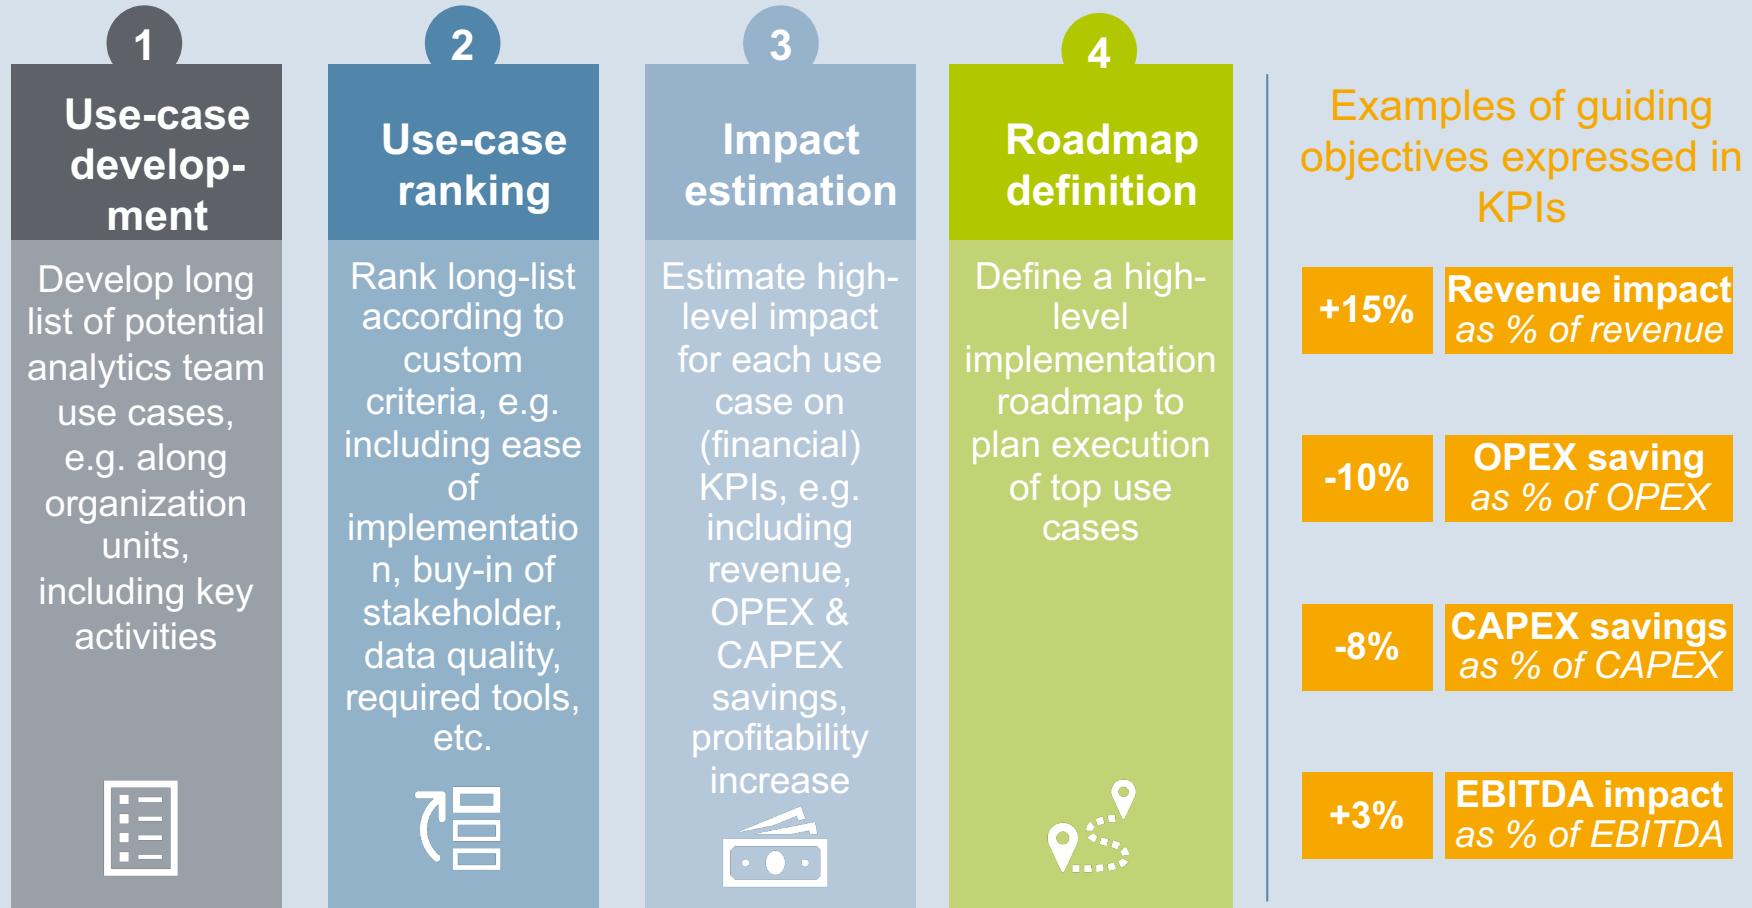 1
Use-case
develop-
ment
Develop long
list of potential
analytics team
use cases,
e.g. along
organization
units,
including key
activities
2
Use-case
ranking
Rank long-list
according to
custom
criteria, e.g.
including ease
of
implementatio
n, buy-in of
stakeholder,
data quality,
required tools,
etc.
3
Impact
estimation
Estimate high-
level impact
for each use
case on
(financial)
KPIs, e.g.
including
revenue,
OPEX &
CAPEX
savings,
profitability
increase
4
Roadmap
definition
Define a high-
level
implementation
roadmap to
plan execution
of top use
cases
Examples of guiding
objectives expressed in
KPIs
+15%
Revenue impact
as % of revenue
-10%
OPEX saving
as % of OPEX
-8%
CAPEX savings
as % of CAPEX
+3%
EBITDA impact
as % of EBITDA